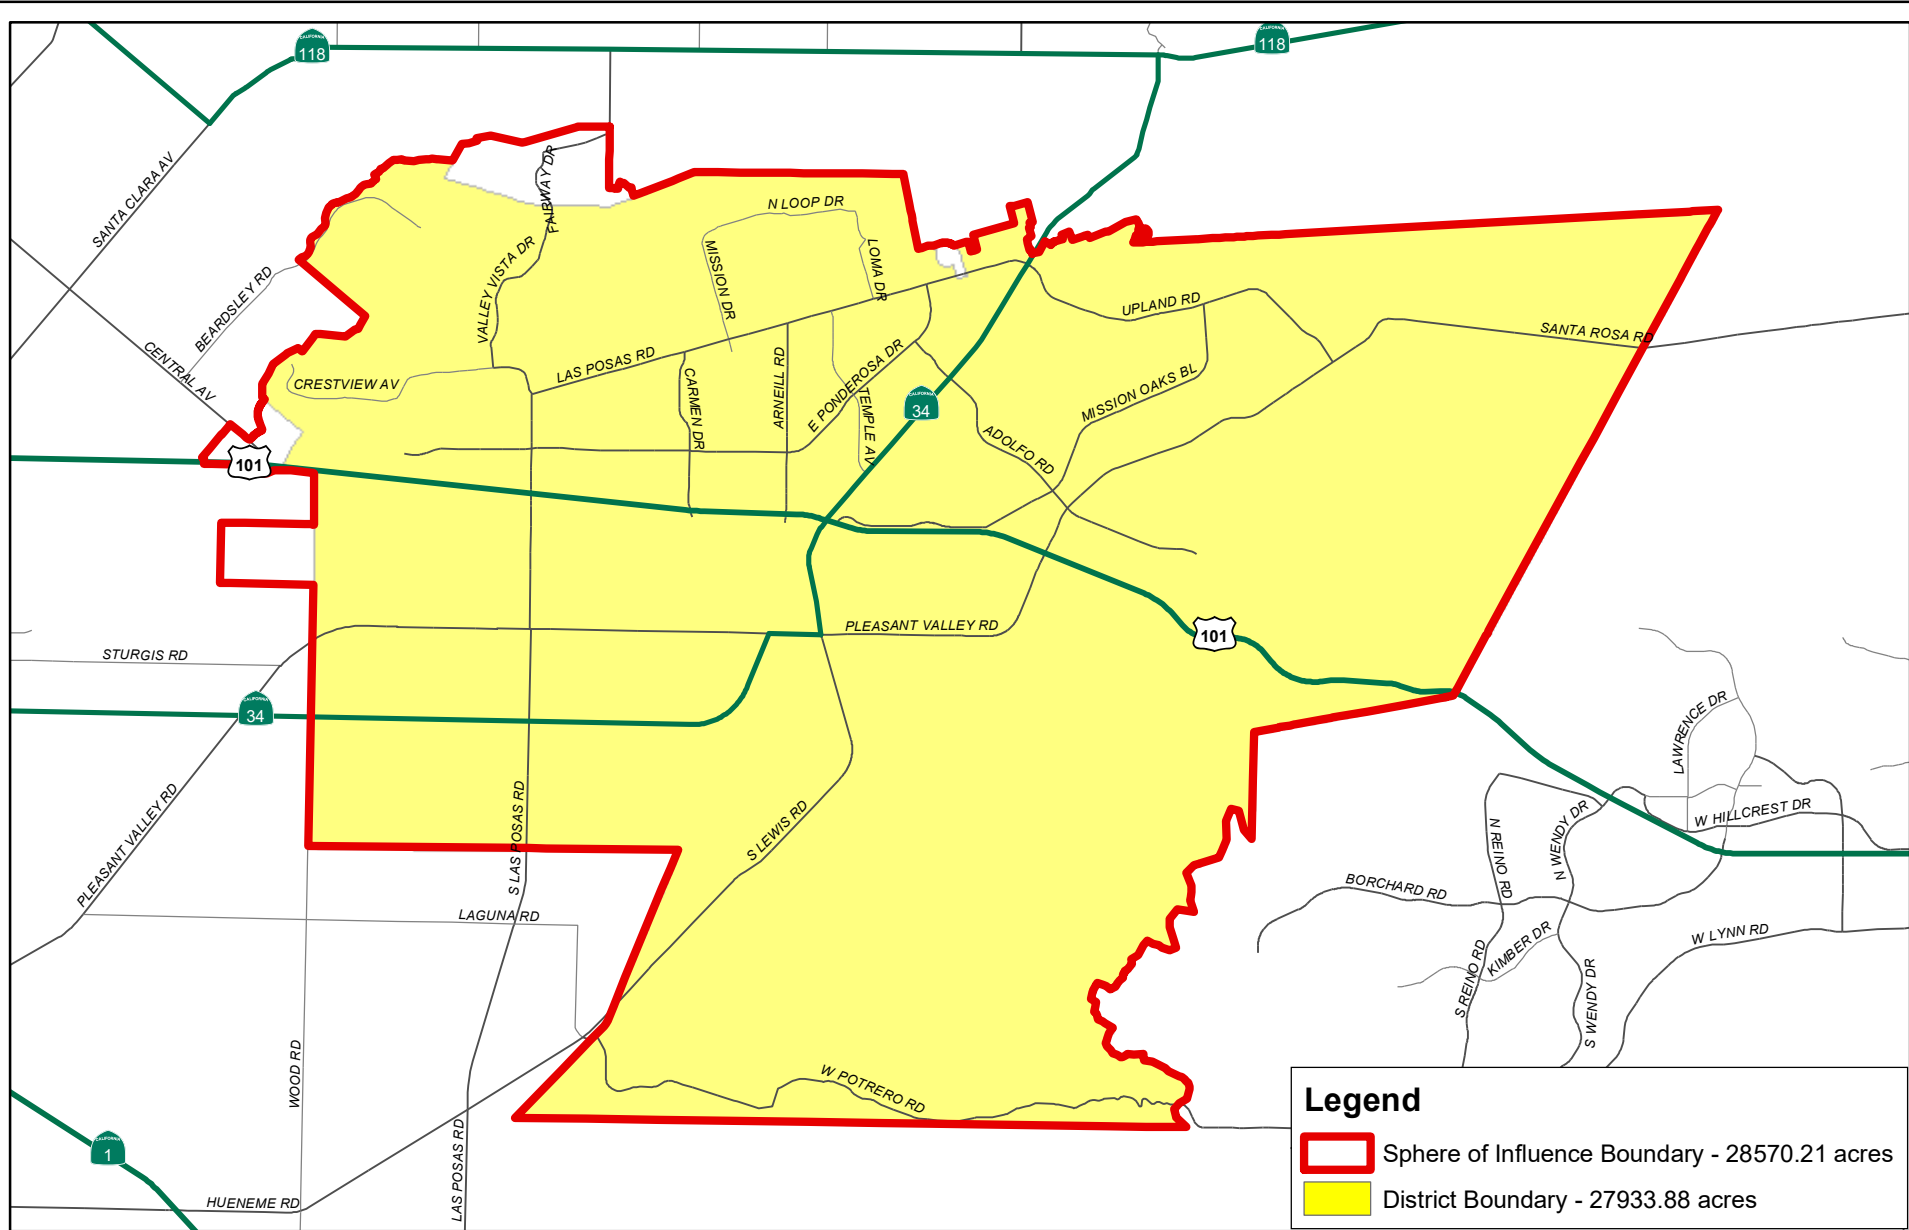 CALIFORNIA
118
CALIFORNIA
118
SANTA CLARA AV
FAIRWAY DR
N LOOP DR
MISSION DR
LOMA DR
VALLEY VISTA DR
BEARDSLEY RD
UPLAND RD
SANTA ROSA RD
CENTRAL AV
CRESTVIEW AV
LAS POSAS RD
CARMEN DR
ARNEILL RD
E PONDEROSA DR
TEMPLE AV
CALIFORNIA
34
MISSION OAKS BL
ADOLFO RD
101
PLEASANT VALLEY RD
101
STURGIS RD
CALIFORNIA
34
PLEASANT VALLEY RD
S LAS POSAS RD
S LEWIS RD
LAWRENCE DR
N REINO RD
N WENDY DR
W HILLCREST DR
BORCHARD RD
LAGUNA RD
W LYNN RD
KIMBER DR
S REINO RD
S WENDY DR
WOOD RD
W POTRERO RD
CALIFORNIA
1
LAS POSAS RD
HUENEME RD
Legend
Sphere of Influence Boundary - 28570.21 acres
District Boundary - 27933.88 acres